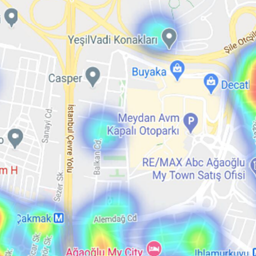 YeşilVadi Konakları
Şile Otoyolu
Buyaka
Casper
Decat
Meydan Avm
Kapalı Otoparkı
Sanayi Cd.
İstanbul Çevre Yolu
Balkan Cd.
RE/MAX Abc Ağaoğlu
My Town Satış Ofisi
m H
Çakmak
Alemdağ Cd
Ağaoğlu My City
Ihlamurkuyu